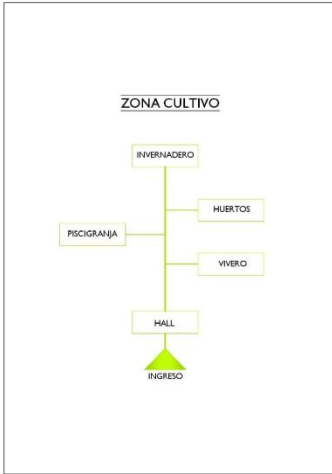 ZONA CULTIVO
INVERNADERO
HUERTOS
PISCIGRANJA
VIVERO
HALL
INGRESO